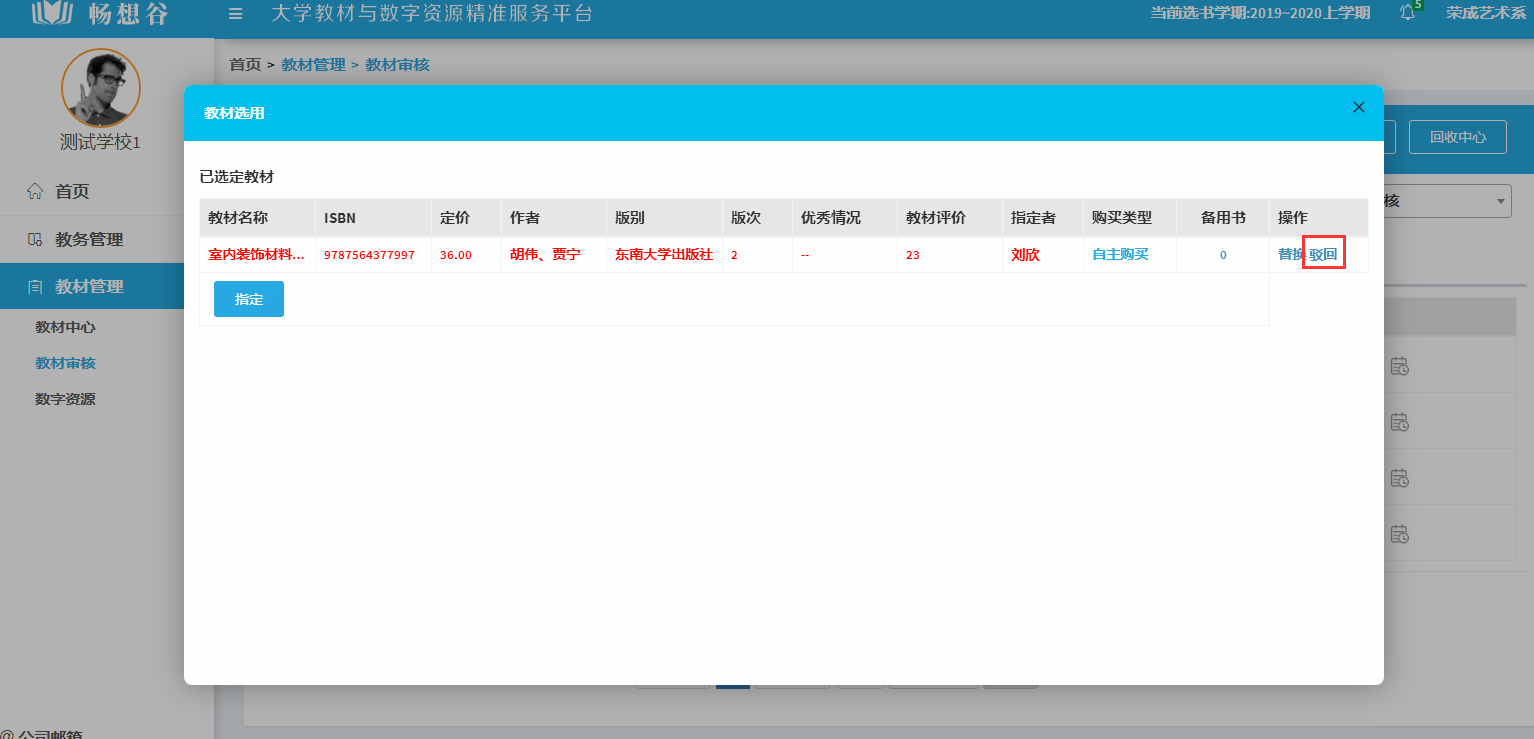 畅想谷 大学教材与数字资源精准服务平台 当前选书学期:2019~2020上学期 5 荣成艺术系
首页 > 教材管理 > 教材审核
测试学校1
首页
教务管理
教材管理
教材中心
教材审核
数字资源
@ 公司邮箱
回收中心
核
教材选用 ×
已选定教材
教材名称 ISBN 定价 作者 版别 版次 优秀情况 教材评价 指定者 购买类型 备用书 操作
室内装饰材料... 9787564377997 36.00 胡伟、贾宁 东南大学出版社 2 -- 23 刘欣 自主购买 0 替换 驳回
指定